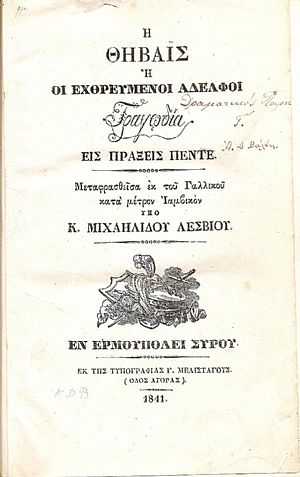 Η
ΘΗΒΑΪΣ
Ἤ
ΟΙ ΕΧΘΡΕΥΜΕΝΟΙ ΑΔΕΛΦΟΙ
Τραγῳδία
ΕΙΣ ΠΡΑΞΕΙΣ ΠΕΝΤΕ.
Μεταφρασθεῖσα ἐκ τοῦ Γαλλικοῦ
κατὰ μέτρον Ἰαμβικὸν
ΥΠΟ
Κ. ΜΙΧΑΗΛΙΔΟΥ ΛΕΣΒΙΟΥ.
ΕΝ ΕΡΜΟΥΠΟΛΕΙ ΣΥΡΟΥ.
ΕΚ ΤΗΣ ΤΥΠΟΓΡΑΦΙΑΣ Γ. ΜΕΛΙΣΤΑΓΟΥΣ.
(ΟΔΟΣ ΑΓΟΡΑΣ).
1841.